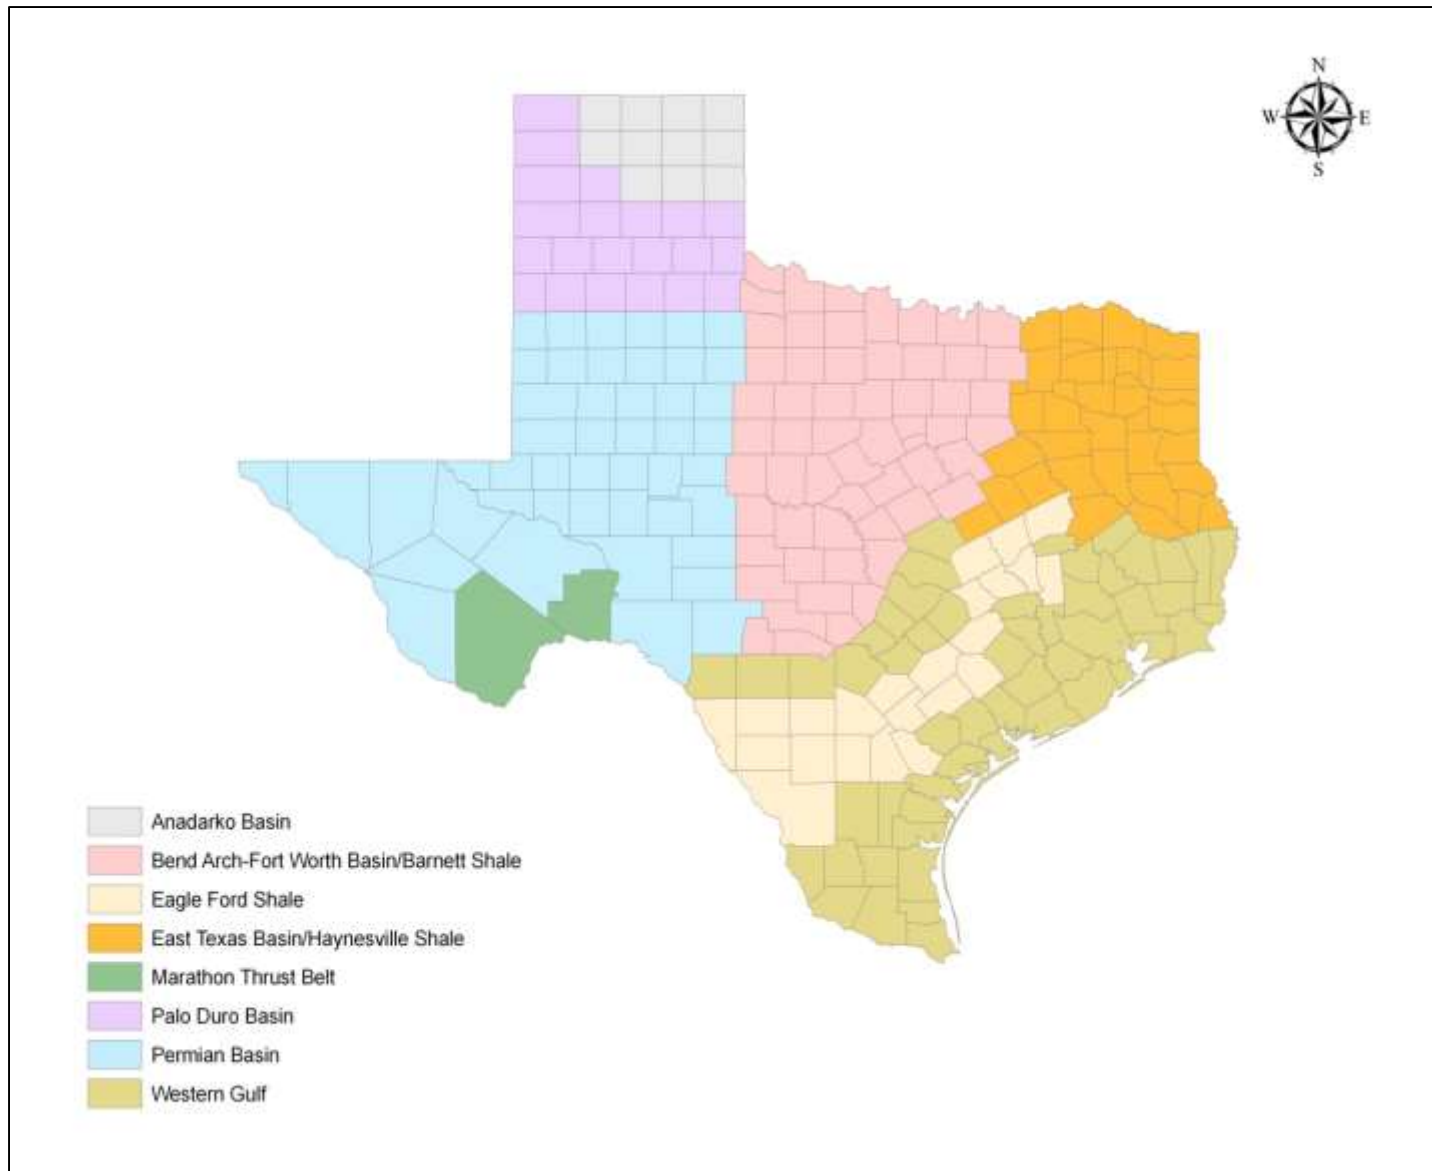 N
W E
S
Anadarko Basin
Bend Arch-Fort Worth Basin/Barnett Shale
Eagle Ford Shale
East Texas Basin/Haynesville Shale
Marathon Thrust Belt
Palo Duro Basin
Permian Basin
Western Gulf